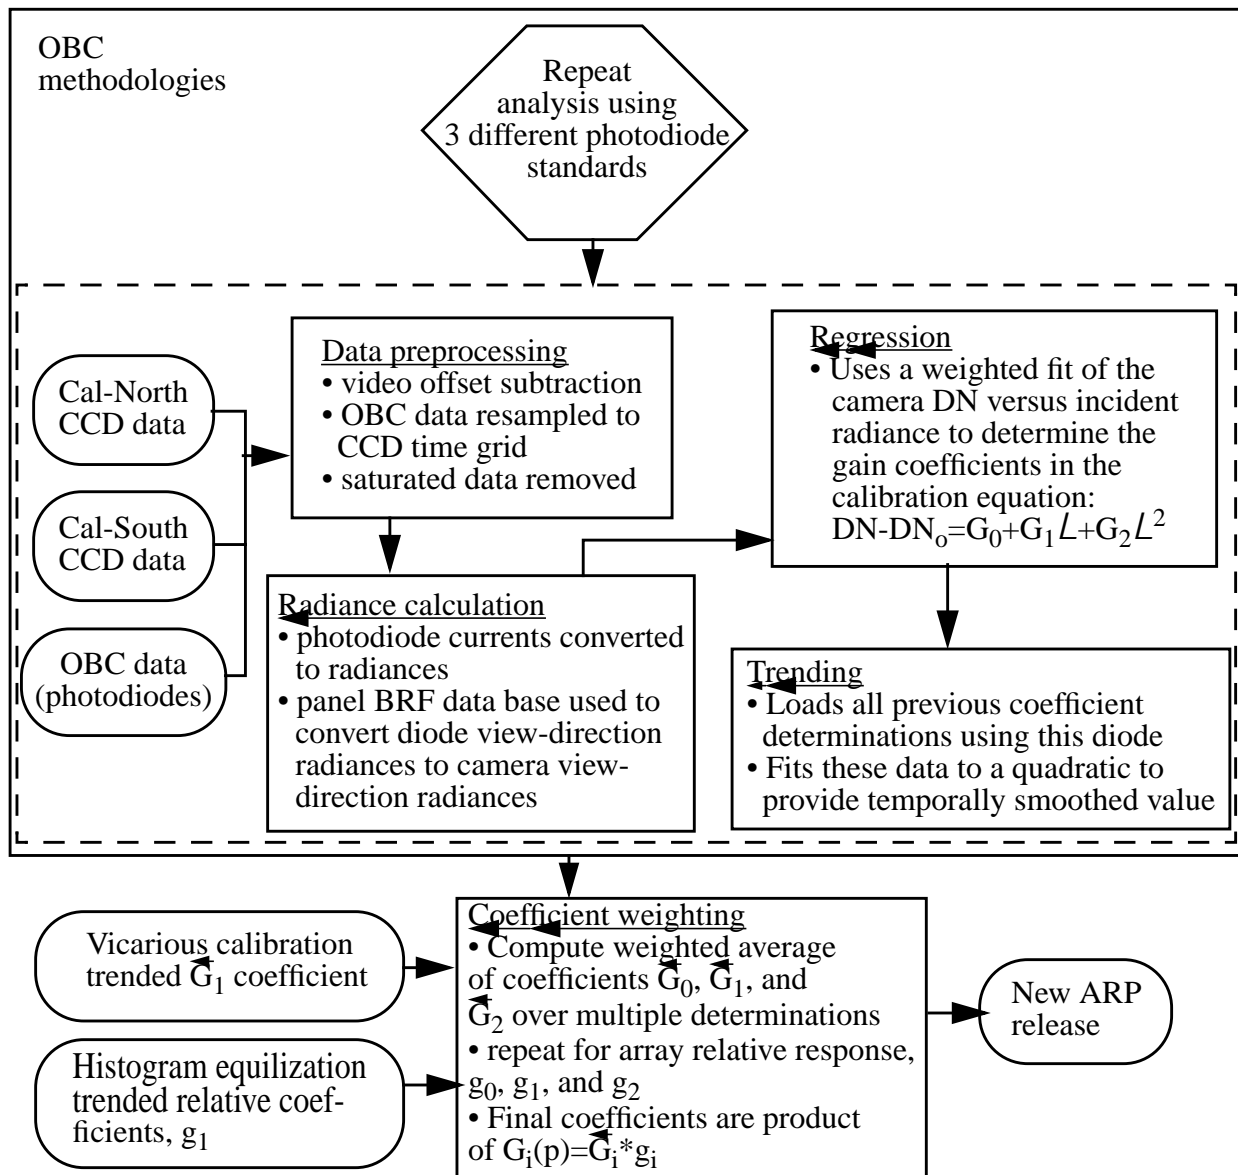 OBC
methodologies
Repeat
analysis using
3 different photodiode
standards
Cal-North
CCD data
Cal-South
CCD data
OBC data
(photodiodes)
Data preprocessing
• video offset subtraction
• OBC data resampled to
CCD time grid
• saturated data removed
Radiance calculation
• photodiode currents converted
to radiances
• panel BRF data base used to
convert diode view-direction
radiances to camera view-
direction radiances
Regression
• Uses a weighted fit of the
camera DN versus incident
radiance to determine the
gain coefficients in the
calibration equation:
DN-DNₒ=G₀+G₁L+G₂L²
Trending
• Loads all previous coefficient
determinations using this diode
• Fits these data to a quadratic to
provide temporally smoothed value
Vicarious calibration
trended G⃖₁ coefficient
Histogram equilization
trended relative coef-
ficients, g₁
Coefficient weighting
• Compute weighted average
of coefficients G⃖₀, G⃖₁, and
G⃖₂ over multiple determinations
• repeat for array relative response,
g₀, g₁, and g₂
• Final coefficients are product
of Gᵢ(p)=G⃖ᵢ*gᵢ
New ARP
release